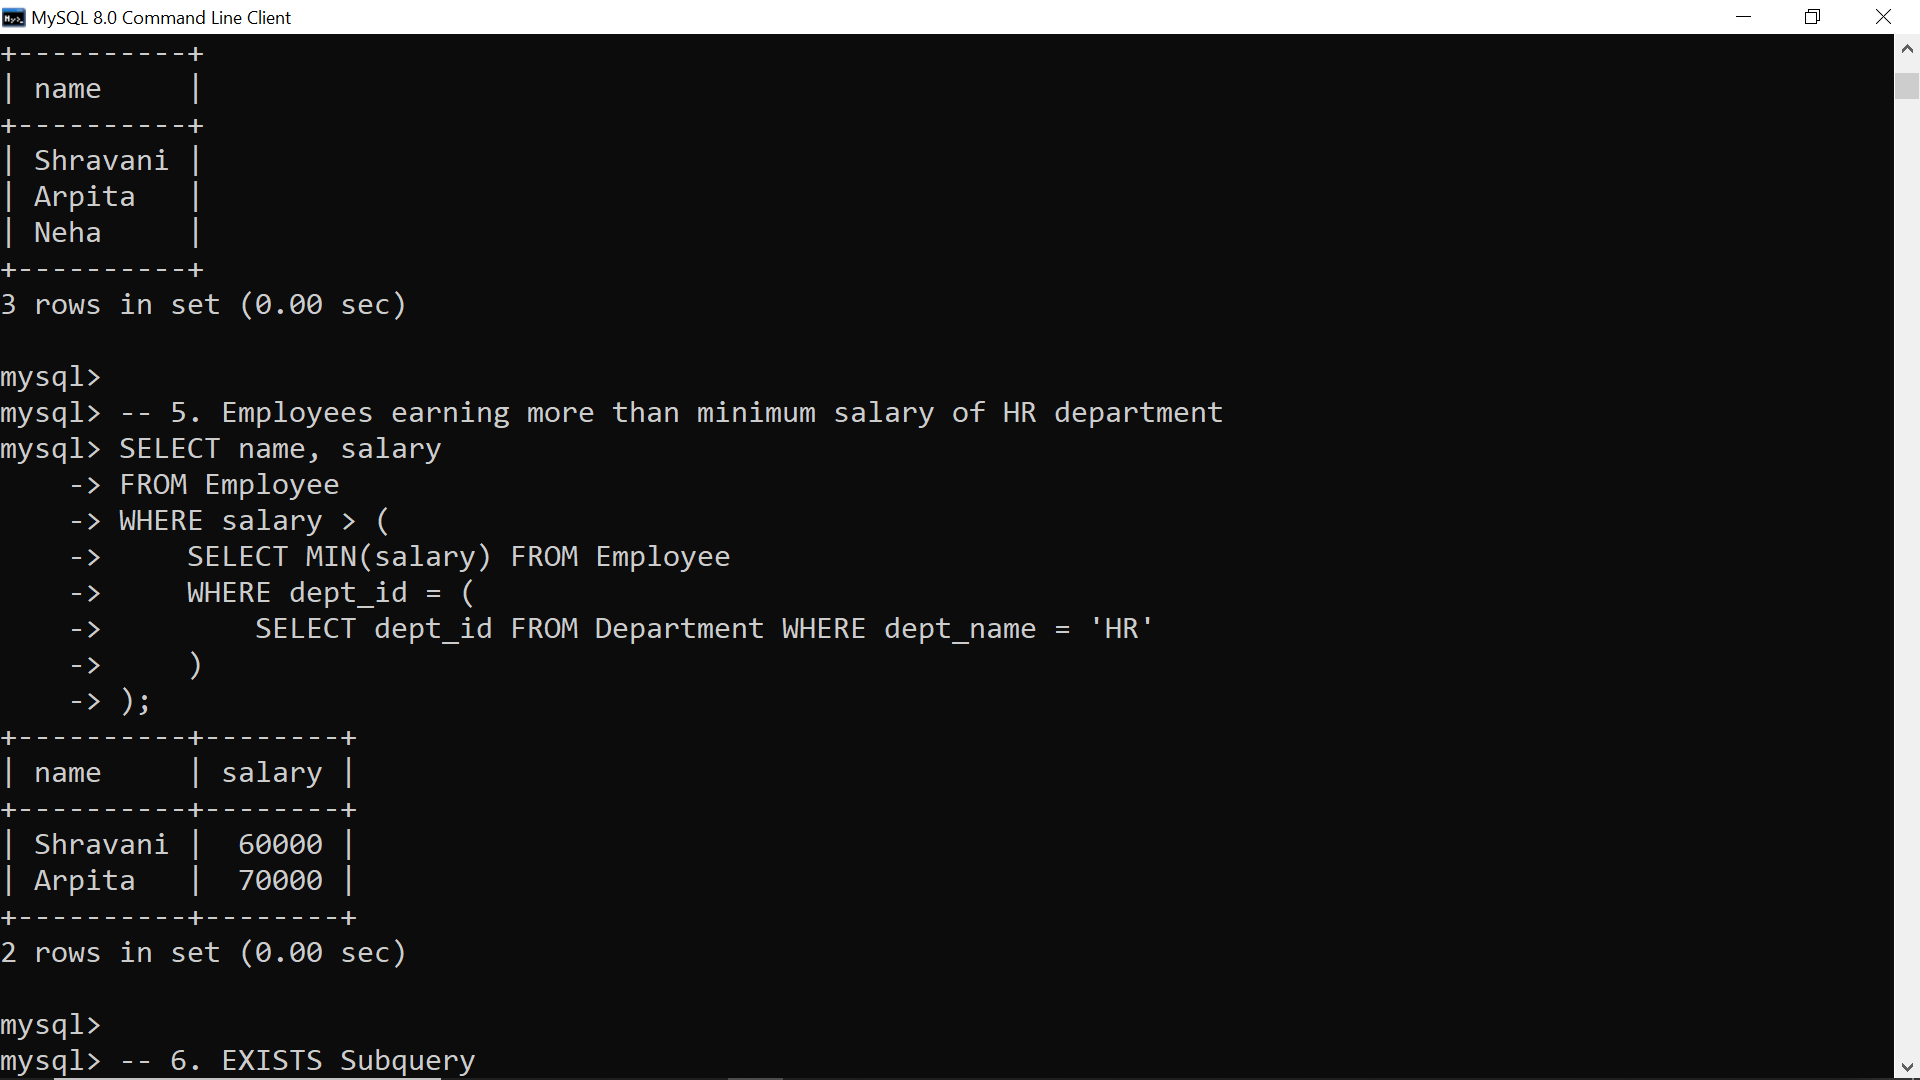 MySQL 8.0 Command Line Client
+----------+
| name     |
+----------+
| Shravani |
| Arpita   |
| Neha     |
+----------+
3 rows in set (0.00 sec)
mysql>
mysql> -- 5. Employees earning more than minimum salary of HR department
mysql> SELECT name, salary
    -> FROM Employee
    -> WHERE salary > (
    ->     SELECT MIN(salary) FROM Employee
    ->     WHERE dept_id = (
    ->         SELECT dept_id FROM Department WHERE dept_name = 'HR'
    ->     )
    -> );
+----------+--------+
| name     | salary |
+----------+--------+
| Shravani |  60000 |
| Arpita   |  70000 |
+----------+--------+
2 rows in set (0.00 sec)
mysql>
mysql> -- 6. EXISTS Subquery